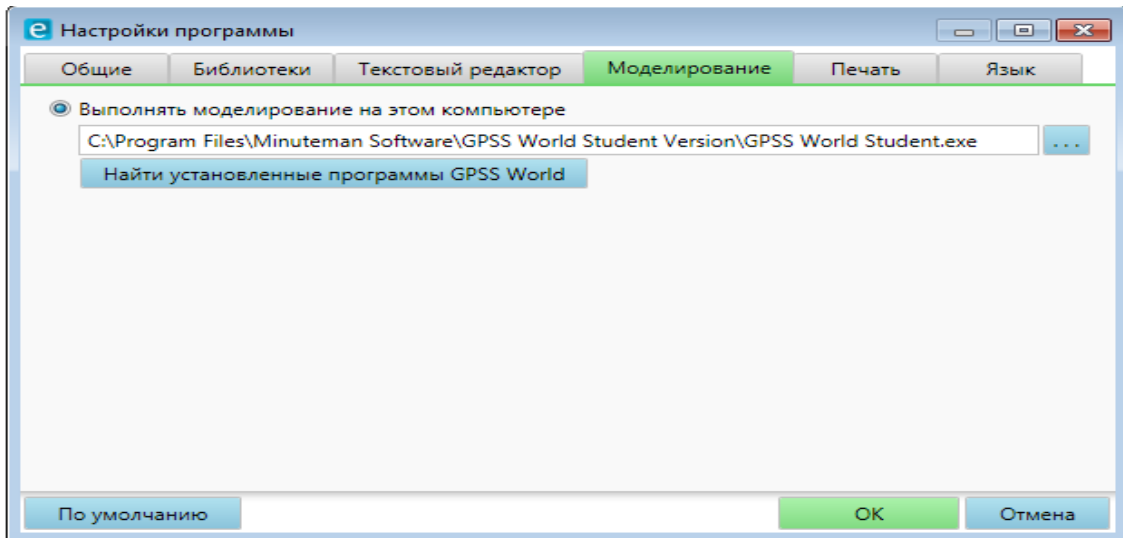 e Настройки программы
Общие Библиотеки Текстовый редактор Моделирование Печать Язык
Выполнять моделирование на этом компьютере
C:\Program Files\Minuteman Software\GPSS World Student Version\GPSS World Student.exe ...
Найти установленные программы GPSS World
По умолчанию OK Отмена